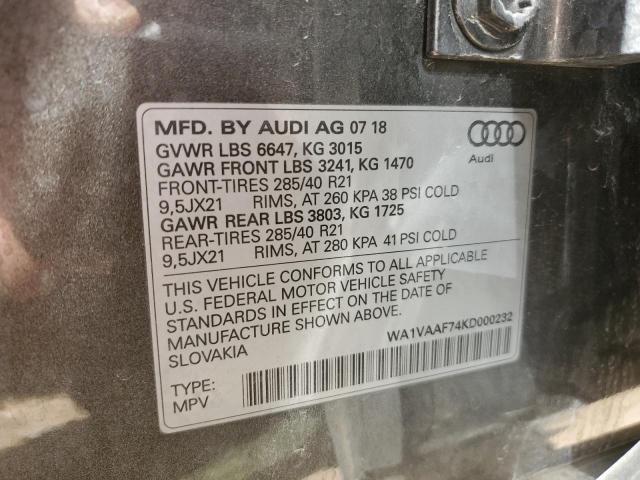 MFD. BY AUDI AG 07 18
GVWR LBS 6647, KG 3015
GAWR FRONT LBS 3241, KG 1470
FRONT-TIRES 285/40 R21
9,5JX21 RIMS, AT 260 KPA 38 PSI COLD
GAWR REAR LBS 3803, KG 1725
REAR-TIRES 285/40 R21
9,5JX21 RIMS, AT 280 KPA 41 PSI COLD
Audi
THIS VEHICLE CONFORMS TO ALL APPLICABLE
U.S. FEDERAL MOTOR VEHICLE SAFETY
STANDARDS IN EFFECT ON THE DATE OF
MANUFACTURE SHOWN ABOVE.
SLOVAKIA
WA1VAAF74KD000232
TYPE:
MPV